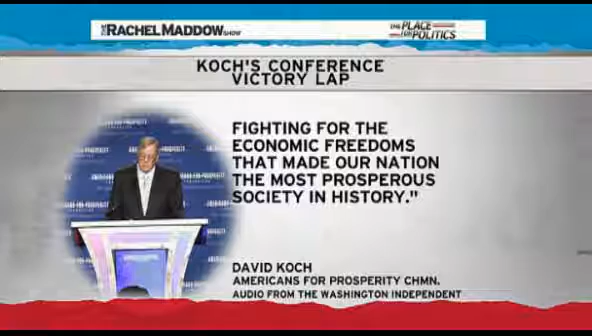 THE RACHEL MADDOW SHOW
THE PLACE FOR POLITICS
KOCH'S CONFERENCE
VICTORY LAP
FIGHTING FOR THE
ECONOMIC FREEDOMS
THAT MADE OUR NATION
THE MOST PROSPEROUS
SOCIETY IN HISTORY."
DAVID KOCH
AMERICANS FOR PROSPERITY CHMN.
AUDIO FROM THE WASHINGTON INDEPENDENT